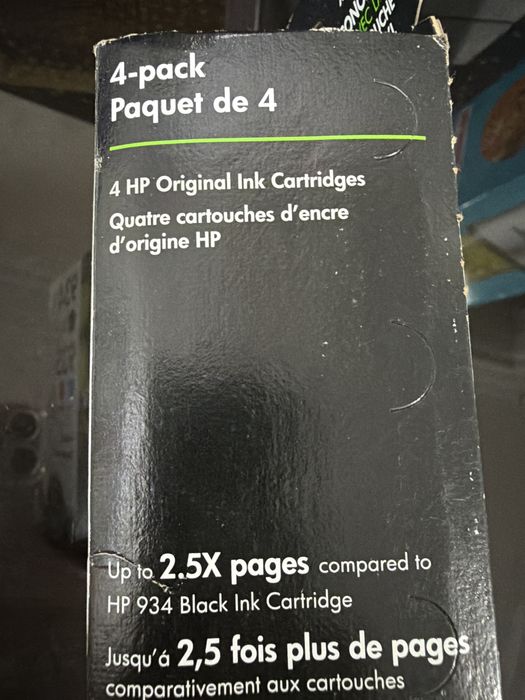 4-pack
Paquet de 4
4 HP Original Ink Cartridges
Quatre cartouches d'encre
d'origine HP
Up to 2.5X pages compared to
HP 934 Black Ink Cartridge
Jusqu'á 2,5 fois plus de pages
comparativement aux cartouches